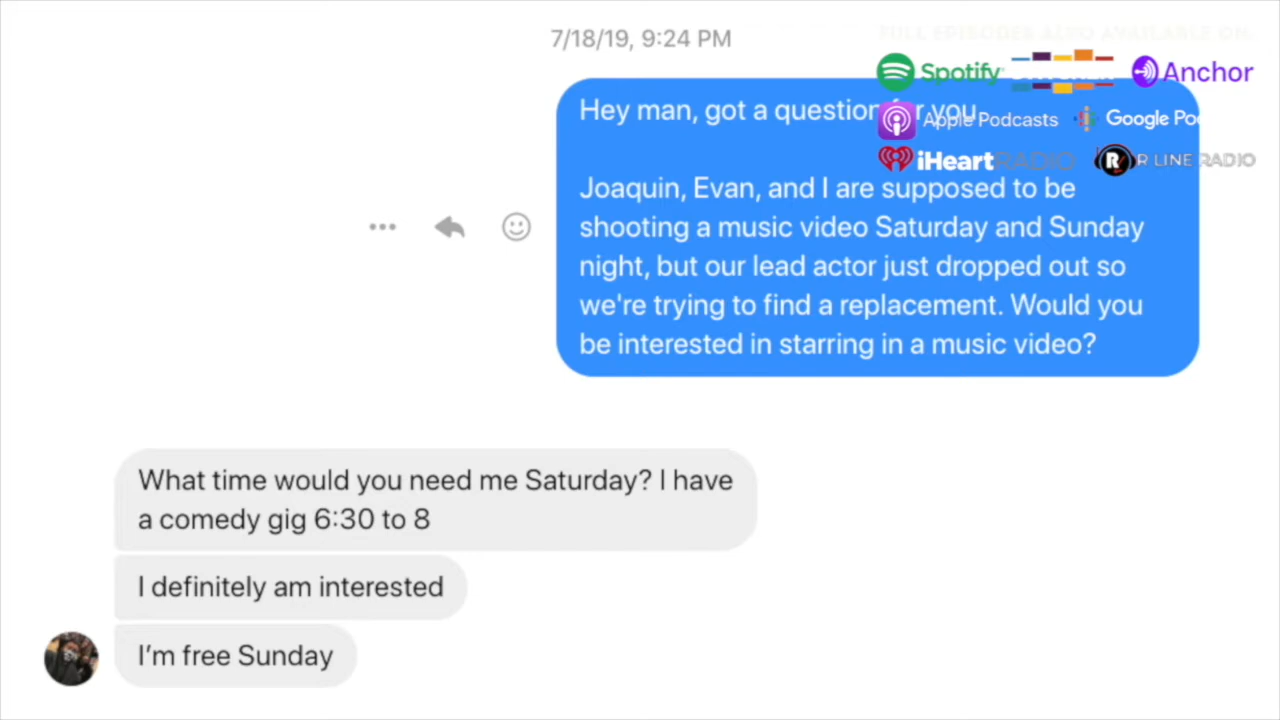 FULL EPISODES ALSO AVAILABLE ON:
7/18/19, 9:24 PM
Spotify
Anchor
Hey man, got a question for you.
Apple Podcasts
Google Po
iHeartRADIO
R LINE RADIO
Joaquin, Evan, and I are supposed to be
shooting a music video Saturday and Sunday
night, but our lead actor just dropped out so
we're trying to find a replacement. Would you
be interested in starring in a music video?
What time would you need me Saturday? I have
a comedy gig 6:30 to 8
I definitely am interested
I'm free Sunday